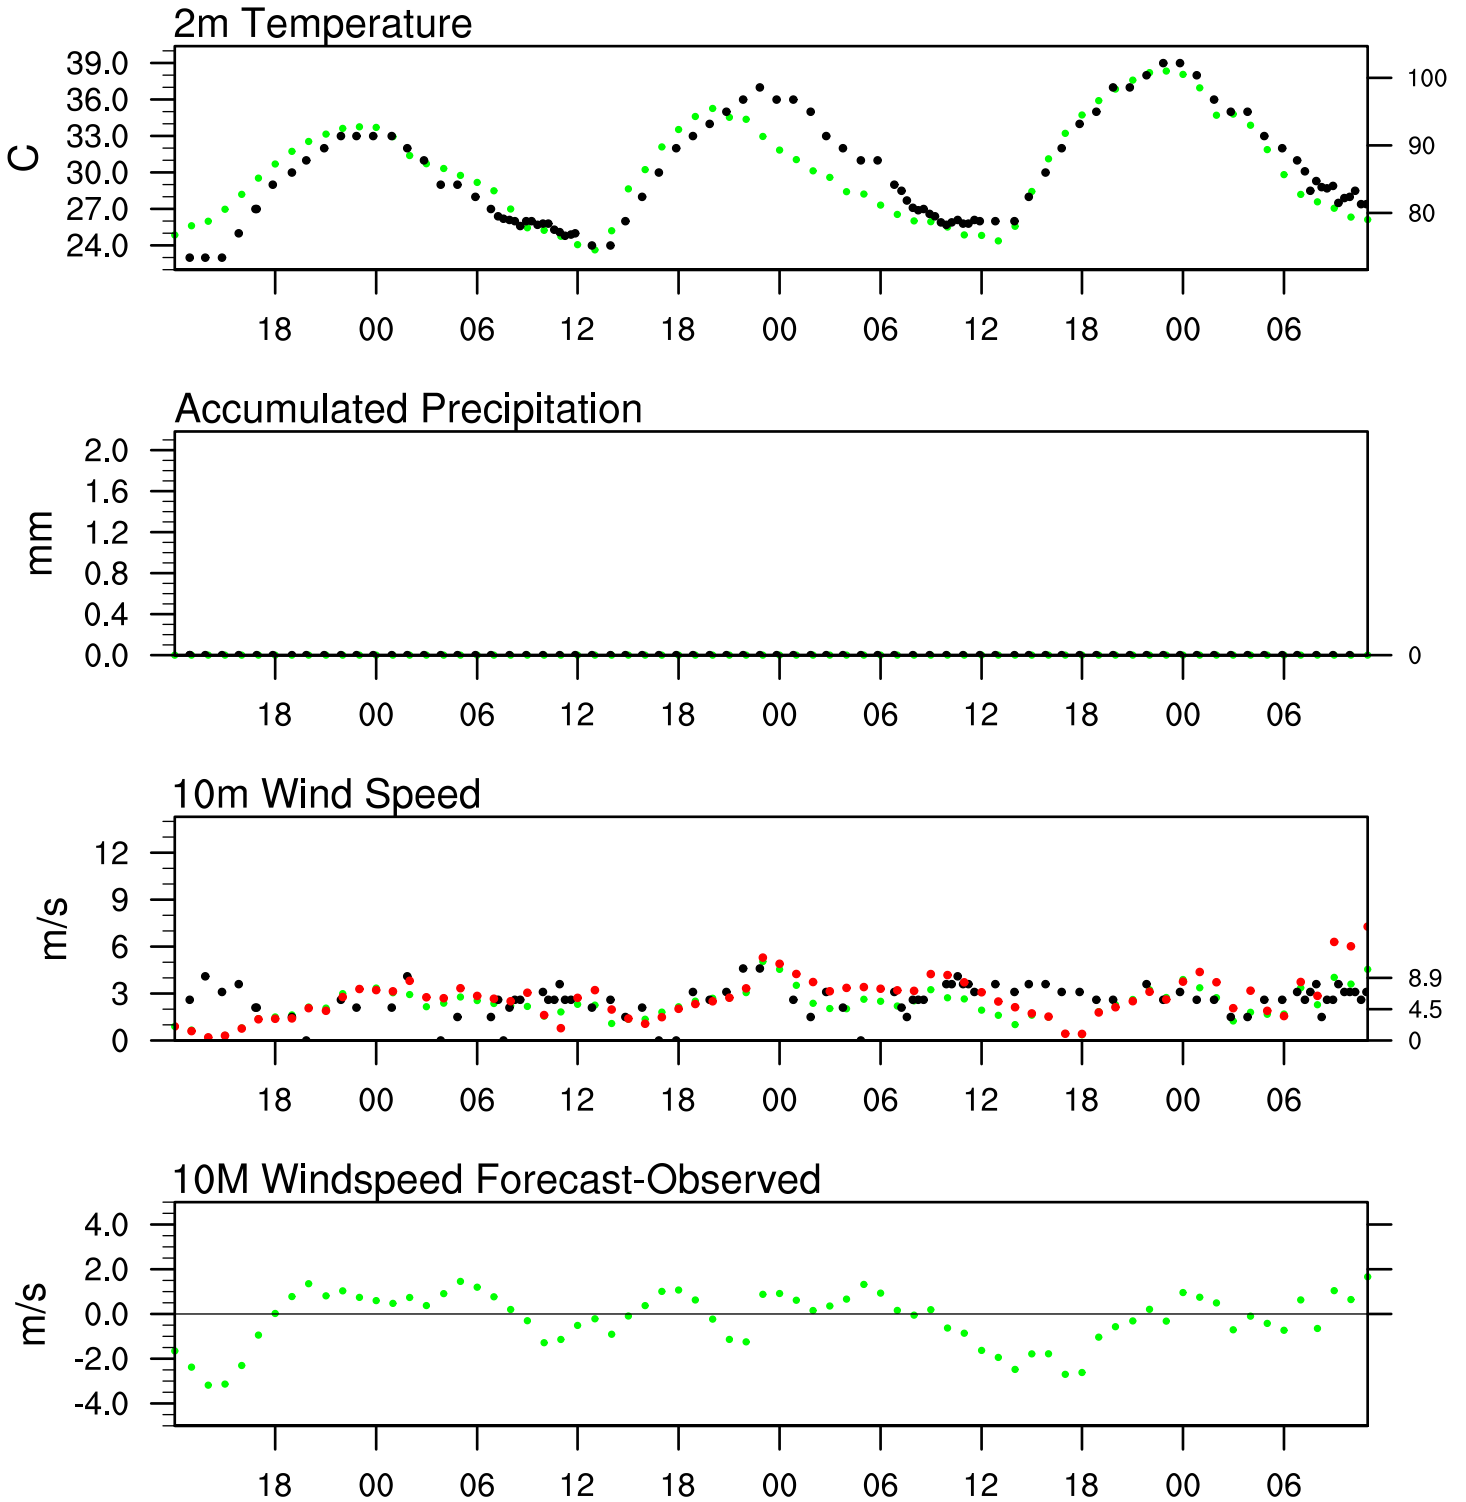 2m Temperature
39.0
36.0
33.0
30.0
27.0
24.0
C
100
90
80
18 00 06 12 18 00 06 12 18 00 06
Accumulated Precipitation
2.0
1.6
1.2
0.8
0.4
0.0
mm
0
18 00 06 12 18 00 06 12 18 00 06
10m Wind Speed
12
9
6
3
0
m/s
8.9
4.5
0
18 00 06 12 18 00 06 12 18 00 06
10M Windspeed Forecast-Observed
4.0
2.0
0.0
-2.0
-4.0
m/s
18 00 06 12 18 00 06 12 18 00 06